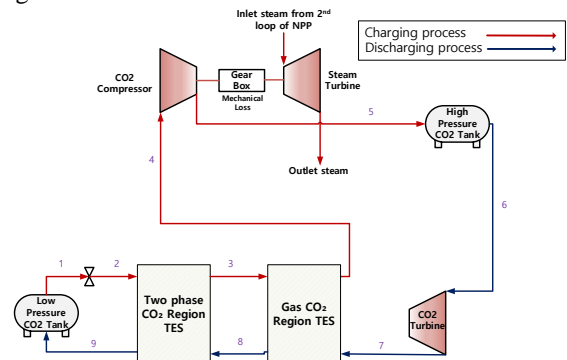 Inlet steam from 2nd
loop of NPP
Charging process
Discharging process
CO2
Compressor
Gear
Box
Mechanical
Loss
Steam
Turbine
5
High
Pressure
CO2 Tank
4
Outlet steam
6
1
2
3
Low
Pressure
CO2 Tank
Two phase
CO₂ Region
TES
Gas CO₂
Region TES
CO2
Turbine
9
8
7